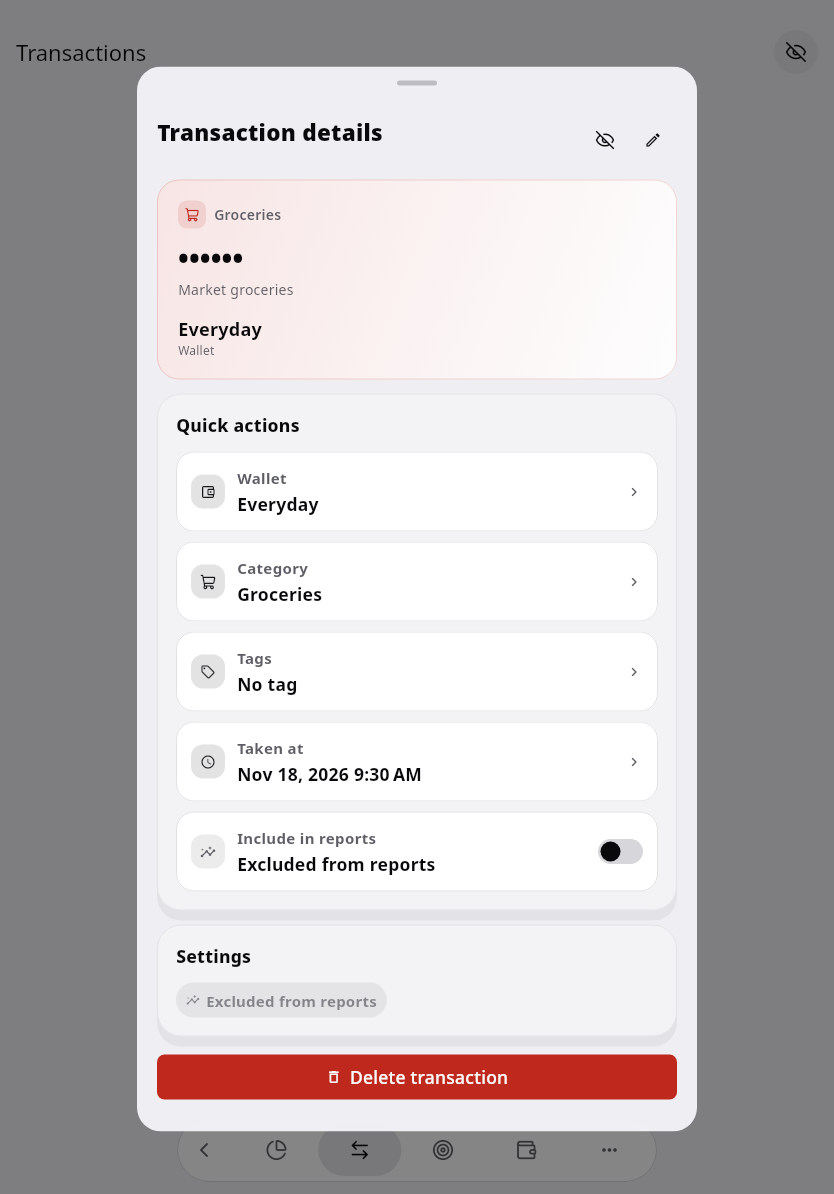 Transactions
Transaction details
Groceries
••••••
Market groceries
Everyday
Wallet
Quick actions
Wallet
Everyday
Category
Groceries
Tags
No tag
Taken at
Nov 18, 2026 9:30 AM
Include in reports
Excluded from reports
Settings
Excluded from reports
Delete transaction